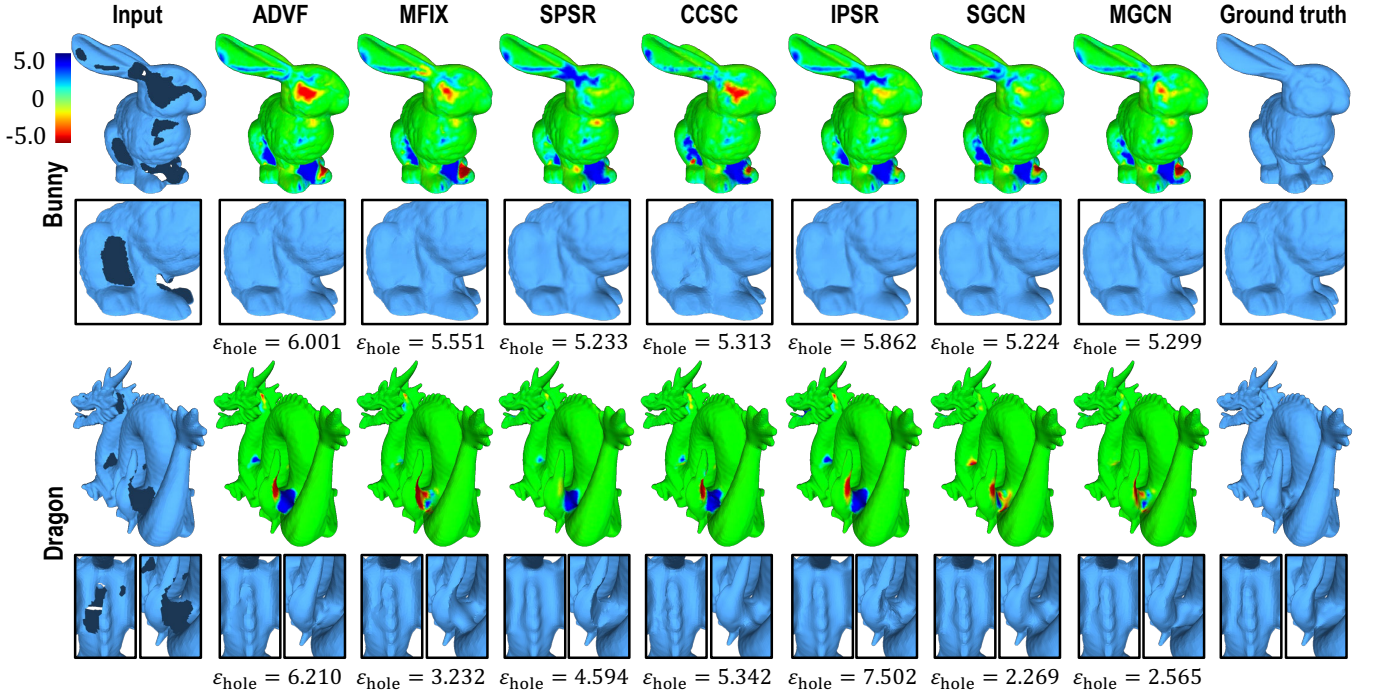 Input ADVF MFIX SPSR CCSC IPSR SGCN MGCN Ground truth
5.0
0
-5.0
Bunny
εhole = 6.001 εhole = 5.551 εhole = 5.233 εhole = 5.313 εhole = 5.862 εhole = 5.224 εhole = 5.299
Dragon
εhole = 6.210 εhole = 3.232 εhole = 4.594 εhole = 5.342 εhole = 7.502 εhole = 2.269 εhole = 2.565